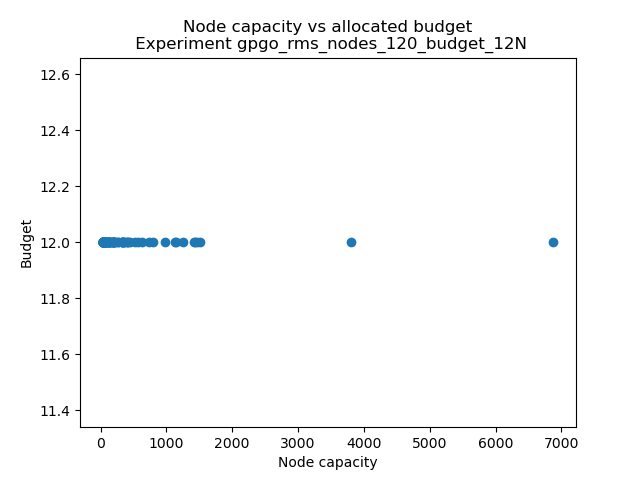 Node capacity vs allocated budget
Experiment gpgo_rms_nodes_120_budget_12N
12.6
12.4
12.2
12.0
11.8
11.6
11.4
Budget
0 1000 2000 3000 4000 5000 6000 7000
Node capacity